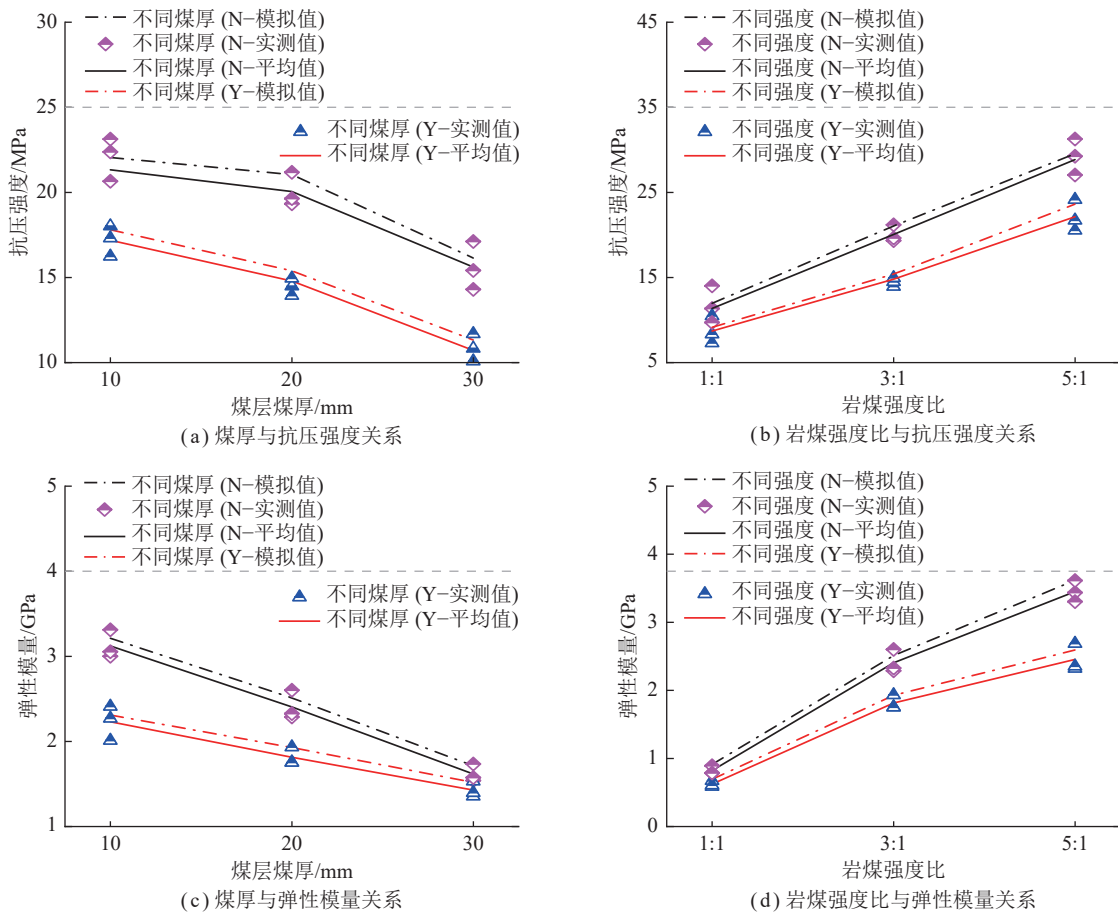 不同煤厚 (N−模拟值)
不同煤厚 (N−实测值)
不同煤厚 (N−平均值)
不同煤厚 (Y−模拟值)
不同煤厚 (Y−实测值)
不同煤厚 (Y−平均值)
30
25
20
15
10
抗压强度/MPa
10
20
30
煤层煤厚/mm
(a) 煤厚与抗压强度关系
不同强度 (N−模拟值)
不同强度 (N−实测值)
不同强度 (N−平均值)
不同强度 (Y−模拟值)
不同强度 (Y−实测值)
不同强度 (Y−平均值)
45
35
25
15
5
抗压强度/MPa
1:1
3:1
5:1
岩煤强度比
(b) 岩煤强度比与抗压强度关系
不同煤厚 (N−模拟值)
不同煤厚 (N−实测值)
不同煤厚 (N−平均值)
不同煤厚 (Y−模拟值)
不同煤厚 (Y−实测值)
不同煤厚 (Y−平均值)
5
4
3
2
1
弹性模量/GPa
10
20
30
煤层煤厚/mm
(c) 煤厚与弹性模量关系
不同强度 (N−模拟值)
不同强度 (N−实测值)
不同强度 (N−平均值)
不同强度 (Y−模拟值)
不同强度 (Y−实测值)
不同强度 (Y−平均值)
5
4
3
2
1
0
弹性模量/GPa
1:1
3:1
5:1
岩煤强度比
(d) 岩煤强度比与弹性模量关系